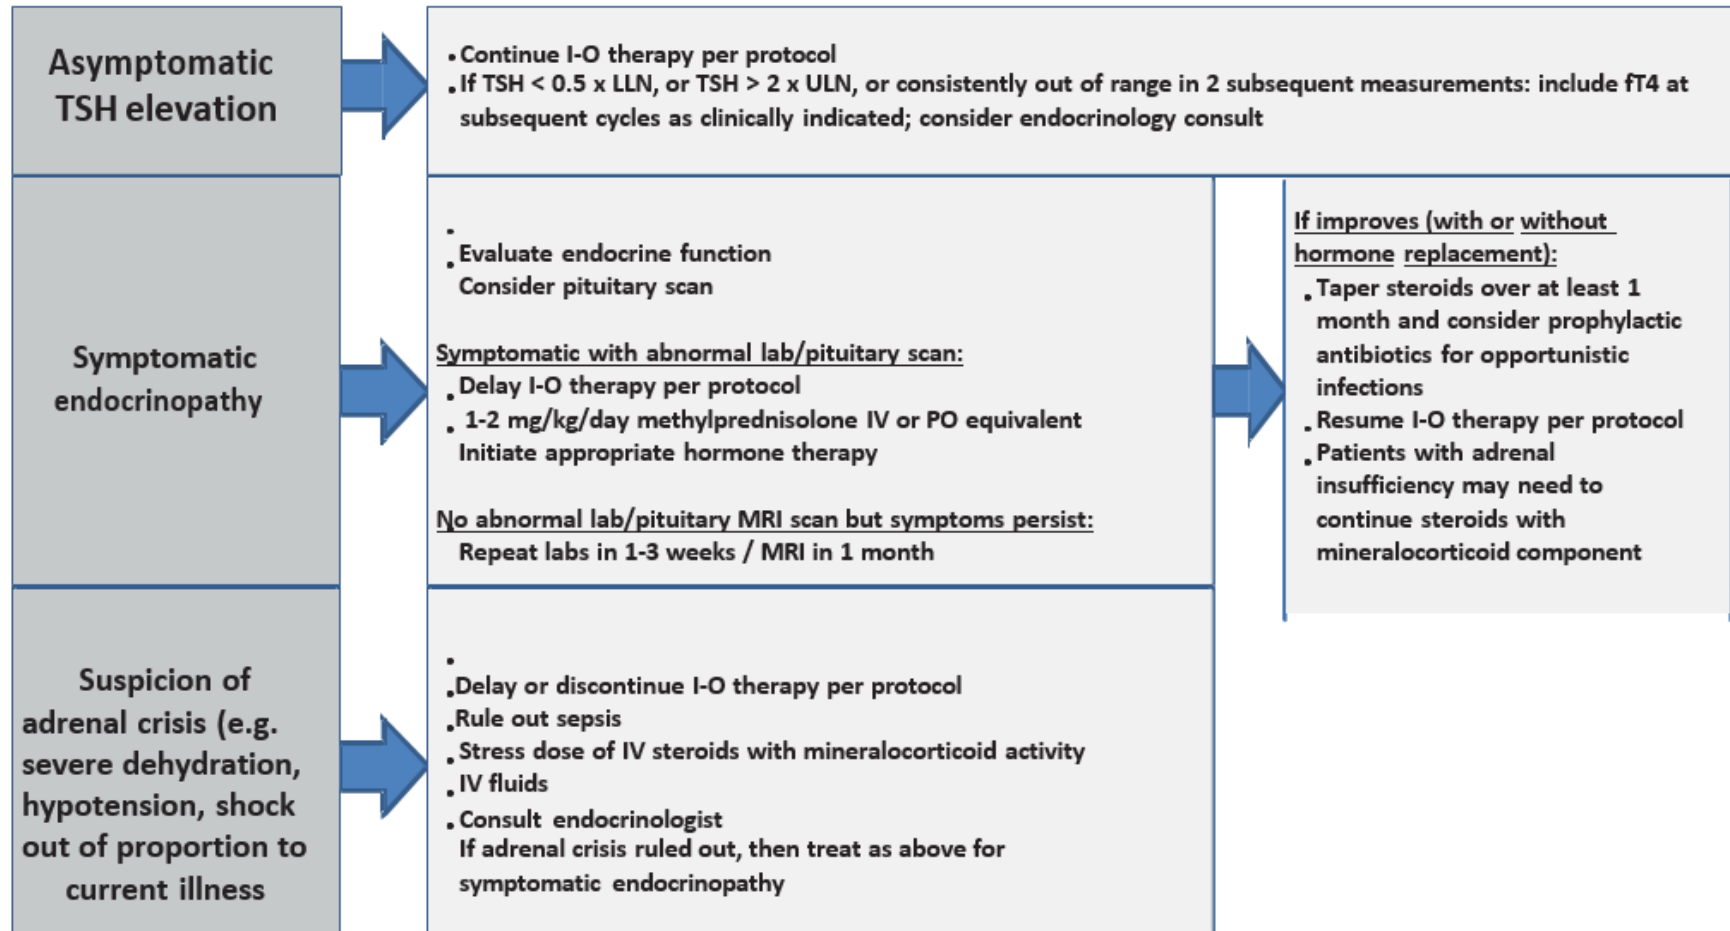 Asymptomatic
TSH elevation
• Continue I-O therapy per protocol
• If TSH < 0.5 x LLN, or TSH > 2 x ULN, or consistently out of range in 2 subsequent measurements: include fT4 at
subsequent cycles as clinically indicated; consider endocrinology consult
Symptomatic
endocrinopathy
•
Evaluate endocrine function
•
Consider pituitary scan
Symptomatic with abnormal lab/pituitary scan:
• Delay I-O therapy per protocol
• 1-2 mg/kg/day methylprednisolone IV or PO equivalent
Initiate appropriate hormone therapy
No abnormal lab/pituitary MRI scan but symptoms persist:
Repeat labs in 1-3 weeks / MRI in 1 month
If improves (with or without
hormone replacement):
• Taper steroids over at least 1
month and consider prophylactic
antibiotics for opportunistic
infections
• Resume I-O therapy per protocol
• Patients with adrenal
insufficiency may need to
continue steroids with
mineralocorticoid component
Suspicion of
adrenal crisis (e.g.
severe dehydration,
hypotension, shock
out of proportion to
current illness
•
• Delay or discontinue I-O therapy per protocol
• Rule out sepsis
• Stress dose of IV steroids with mineralocorticoid activity
• IV fluids
• Consult endocrinologist
If adrenal crisis ruled out, then treat as above for
symptomatic endocrinopathy